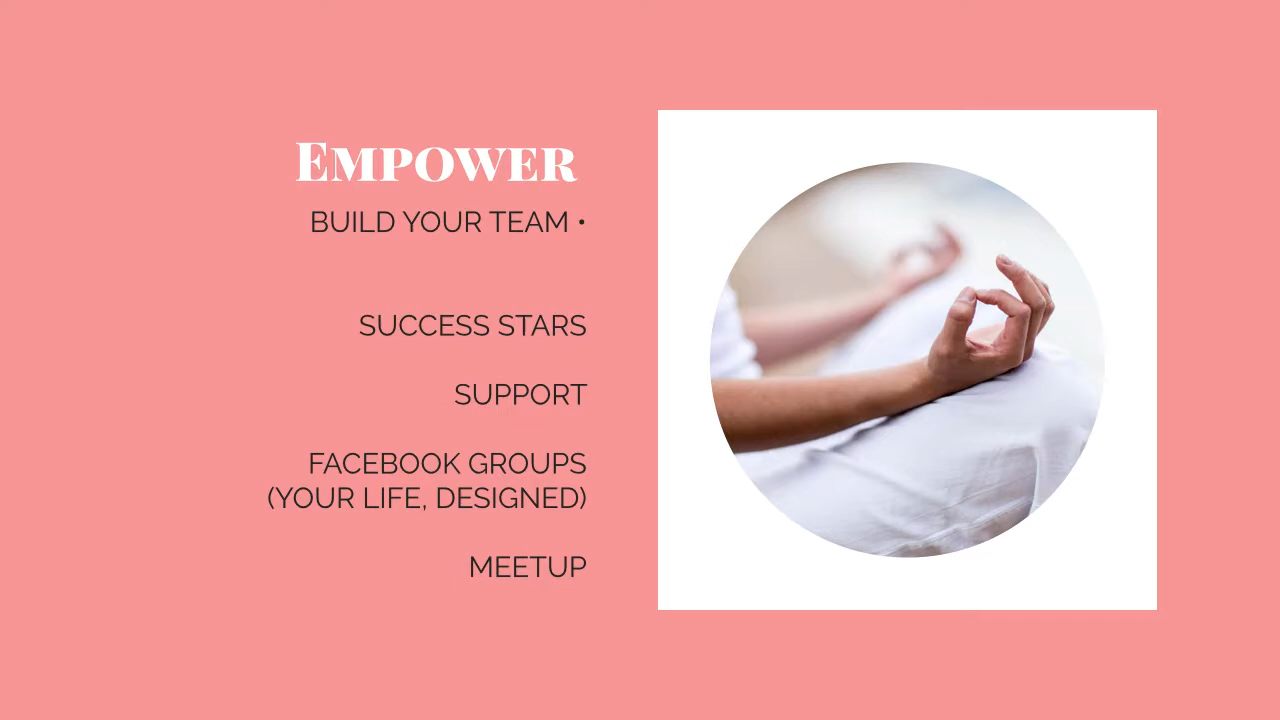 EMPOWER
BUILD YOUR TEAM •
SUCCESS STARS
SUPPORT
FACEBOOK GROUPS
(YOUR LIFE, DESIGNED)
MEETUP